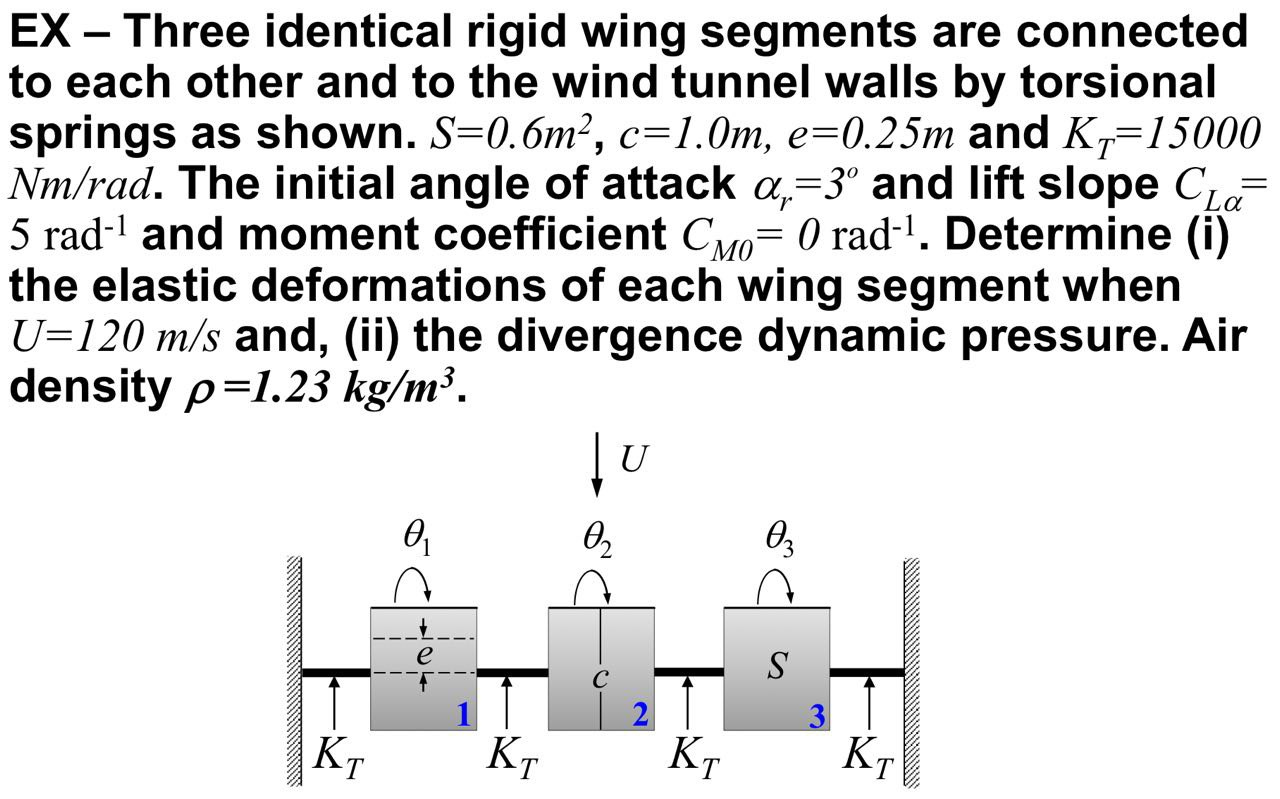 EX – Three identical rigid wing segments are connected
to each other and to the wind tunnel walls by torsional
springs as shown. S=0.6m², c=1.0m, e=0.25m and K_T=15000
Nm/rad. The initial angle of attack α_r=3° and lift slope C_Lα=
5 rad⁻¹ and moment coefficient C_M0= 0 rad⁻¹. Determine (i)
the elastic deformations of each wing segment when
U=120 m/s and, (ii) the divergence dynamic pressure. Air
density ρ=1.23 kg/m³.
U
θ₁ θ₂ θ₃
e c S
1 2 3
K_T K_T K_T K_T